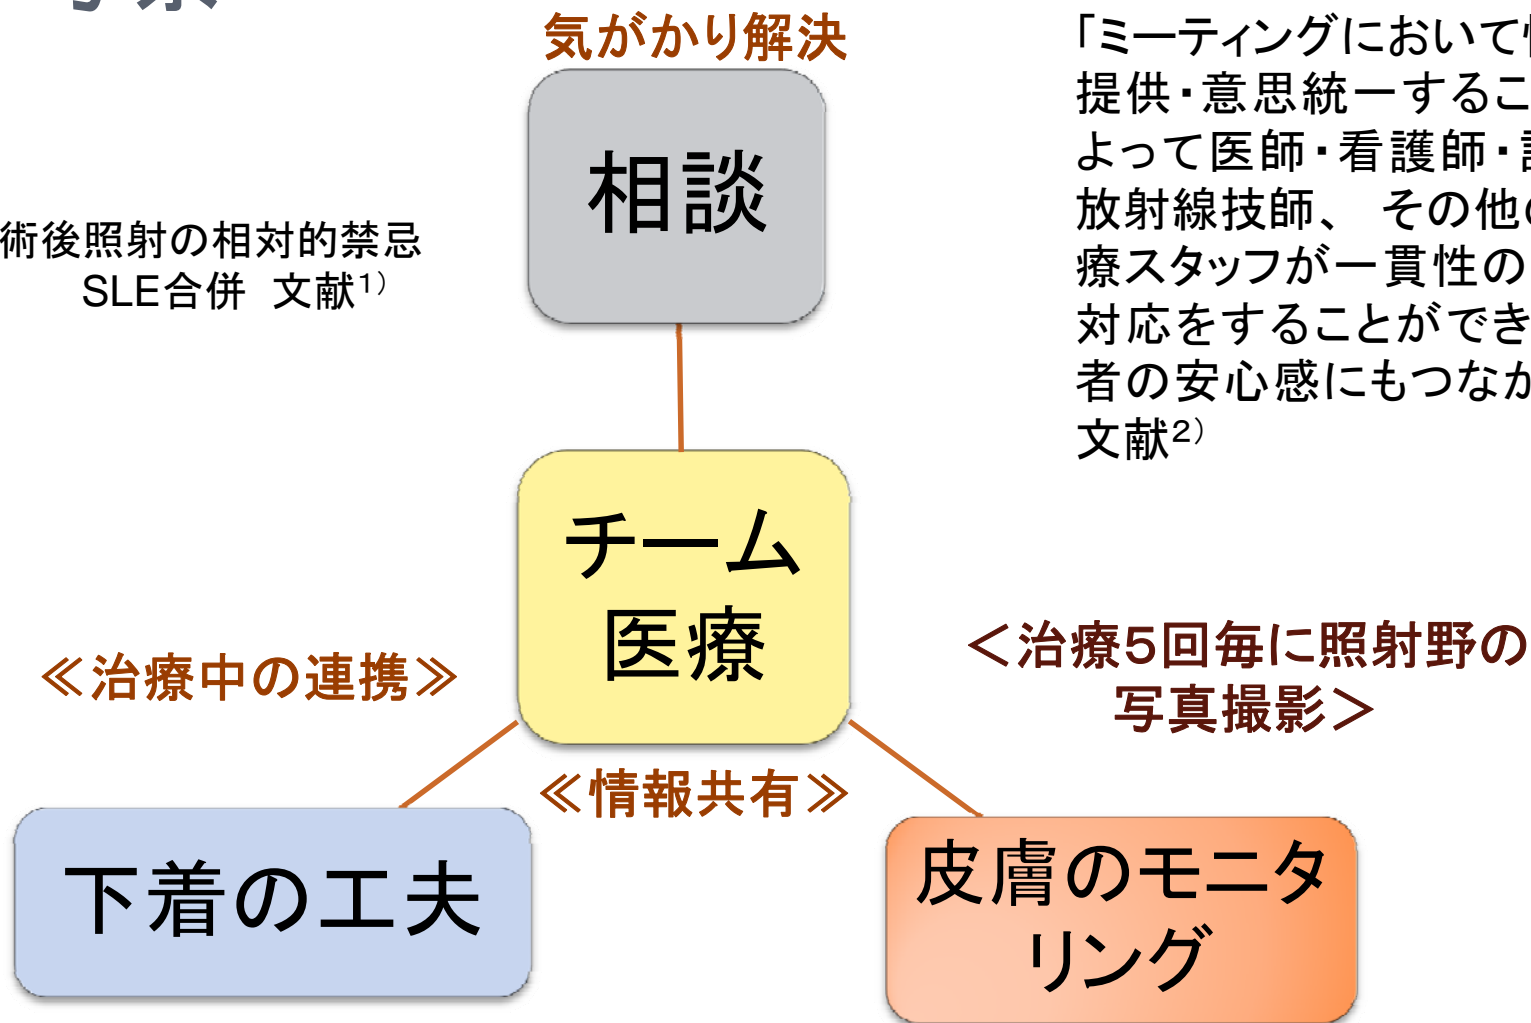 気がかり解決
相談
術後照射の相対的禁忌
SLE合併 文献1)
「ミーティングにおいて
提供・意思統一するこ
よって医師・看護師・
放射線技師、 その他
療スタッフが一貫性の
対応をすることができ
者の安心感にもつなが
文献2)
チーム
医療
≪治療中の連携≫
≪情報共有≫
＜治療5回毎に照射野の
写真撮影＞
下着の工夫
皮膚のモニタ
リング